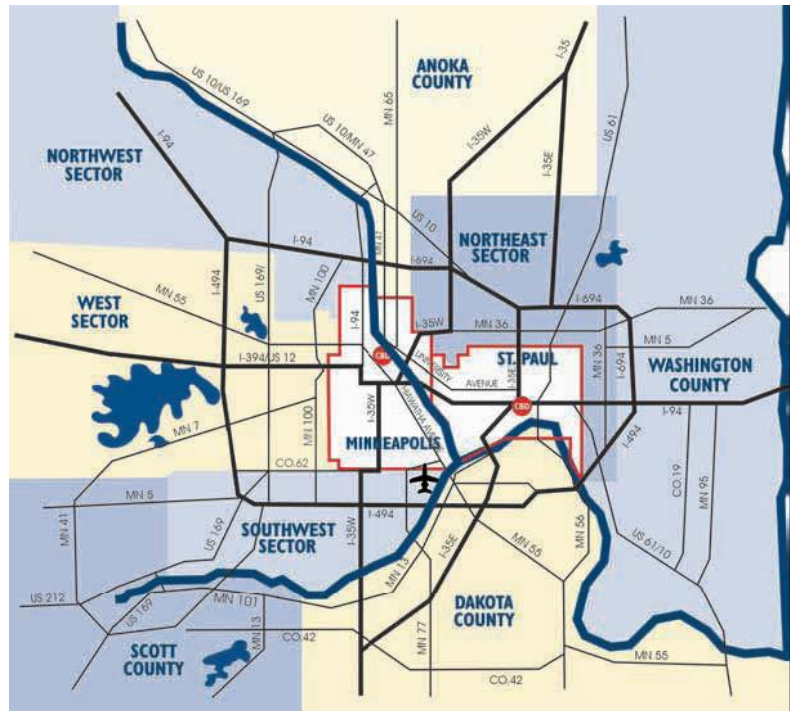 I-35
ANOKA
COUNTY
US 10/US 169
MN 65
US 61
US 10/MN 47
I-35W
I-94
I-35E
NORTHWEST
SECTOR
US 10
MN 47
NORTHEAST
SECTOR
I-94
I-694
I-494
US 169/
MN 100
WEST
SECTOR
MN 55
I-94
I-35W
MN 36
I-694
MN 36
MN 5
I-394/US 12
CBD
UNIVERSITY
AVENUE
ST. PAUL
I-35E
MN 36
I-694
WASHINGTON
COUNTY
CBD
I-94
MN 7
MN 100
I-35W
HIAWATHA AVE
MINNEAPOLIS
I-494
CO.62
CO.19
MN 95
MN 5
I-494
MN 41
US 169
SOUTHWEST
SECTOR
I-35W
MN 13
I-35E
MN 55
MN 56
US 61/10
US 212
US 169
MN 101
DAKOTA
COUNTY
SCOTT
COUNTY
MN 13
CO.42
MN 77
MN 55
CO.42